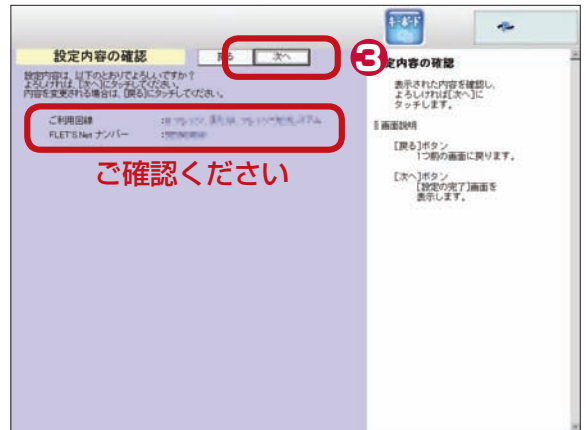 キーボード
設定内容の確認
戻る
次へ
❸
定内容の確認
設定内容は、以下のとおりでよろしいですか？
よろしければ、[次へ]にタッチしてください。
内容を変更される場合は、[戻る]にタッチしてください。
ご利用回線
FLET'S Net ナンバー
ご確認ください
表示された内容を確認し、
よろしければ[次へ]に
タッチします。
画面説明
[戻る]ボタン
1つ前の画面に戻ります。
[次へ]ボタン
[設定の完了]画面を
表示します。